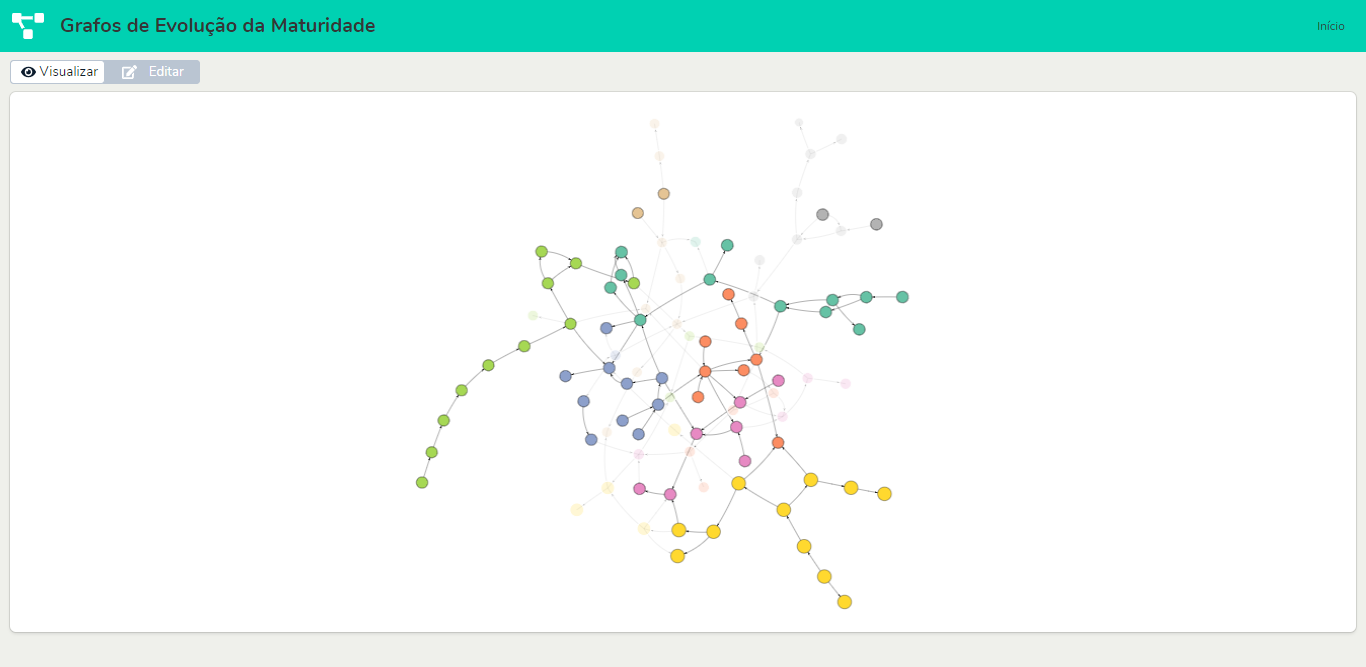 Grafos de Evolução da Maturidade
Início
Visualizar
Editar